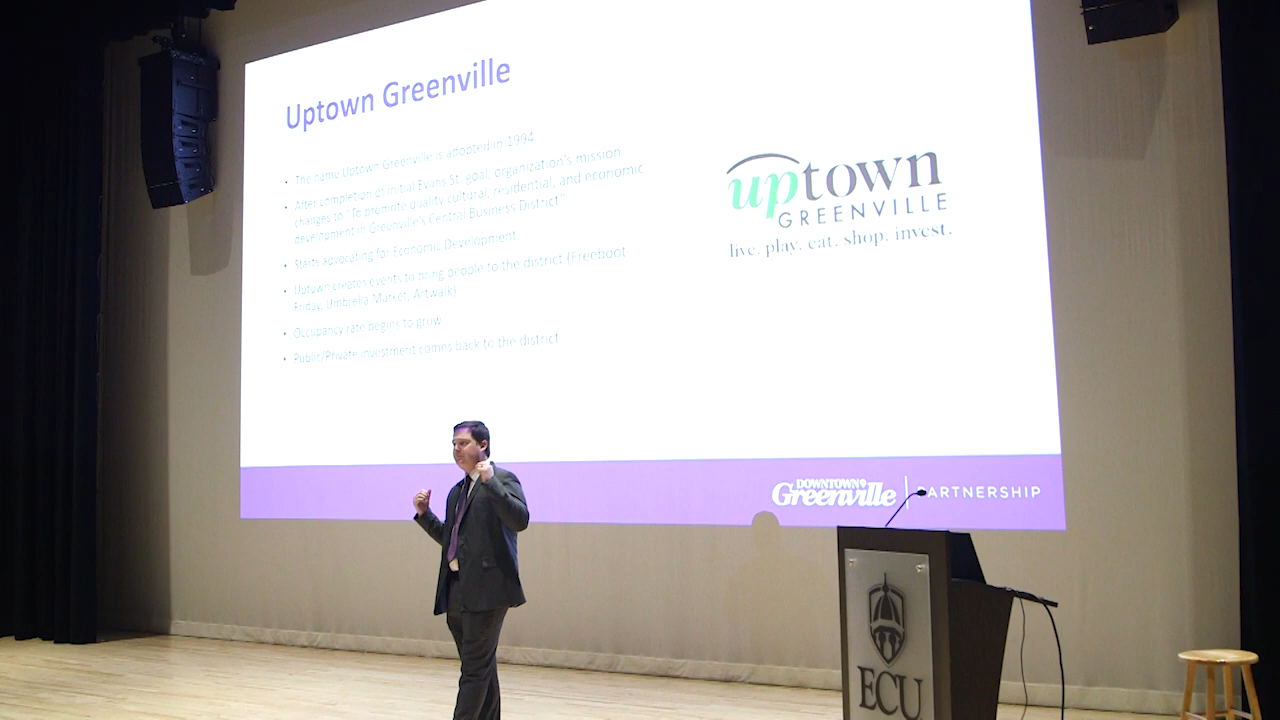 Uptown Greenville
• The name Uptown Greenville is adopted in 1994
• After completion of initial Evans St. goal, organization's mission
changes to "To promote quality cultural, residential, and economic
development in Greenville's Central Business District"
• Starts advocating for Economic Development
• Uptown creates events to bring people to the district (Freeboot
Friday, Umbrella Market, Artwalk)
• Occupancy rate begins to grow
• Public/Private investment comes back to the district
uptown
GREENVILLE
live. play. eat. shop. invest.
DOWNTOWN
Greenville
PARTNERSHIP
ECU